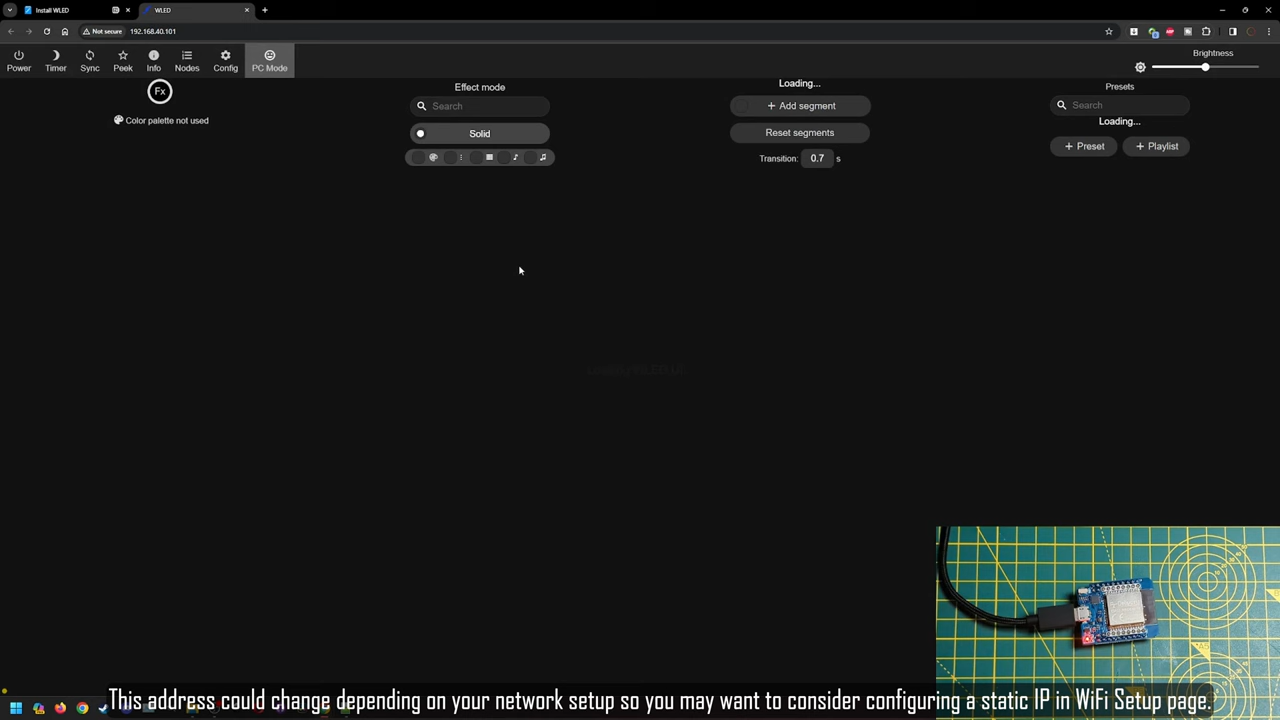 Install WLED
WLED
Not secure
192.168.40.101
Power
Timer
Sync
Peek
Info
Nodes
Config
PC Mode
Brightness
Fx
Color palette not used
Effect mode
Search
Solid
Loading...
+ Add segment
Reset segments
Transition: 0.7 s
Presets
Search
Loading...
+ Preset
+ Playlist
This address could change depending on your network setup so you may want to consider configuring a static IP in WiFi Setup page.